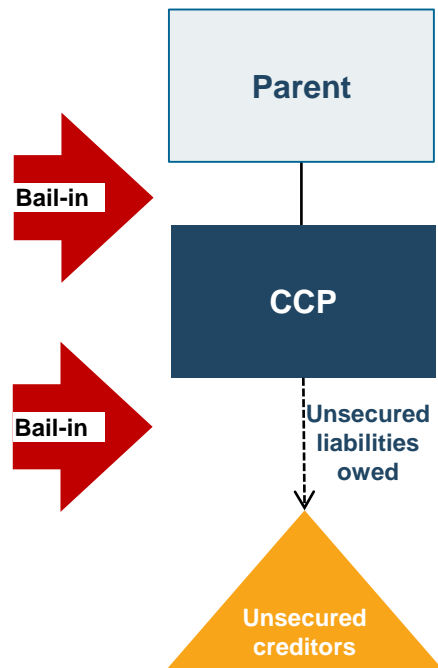 Parent
Bail-in
CCP
Bail-in
Unsecured
liabilities
owed
Unsecured
creditors